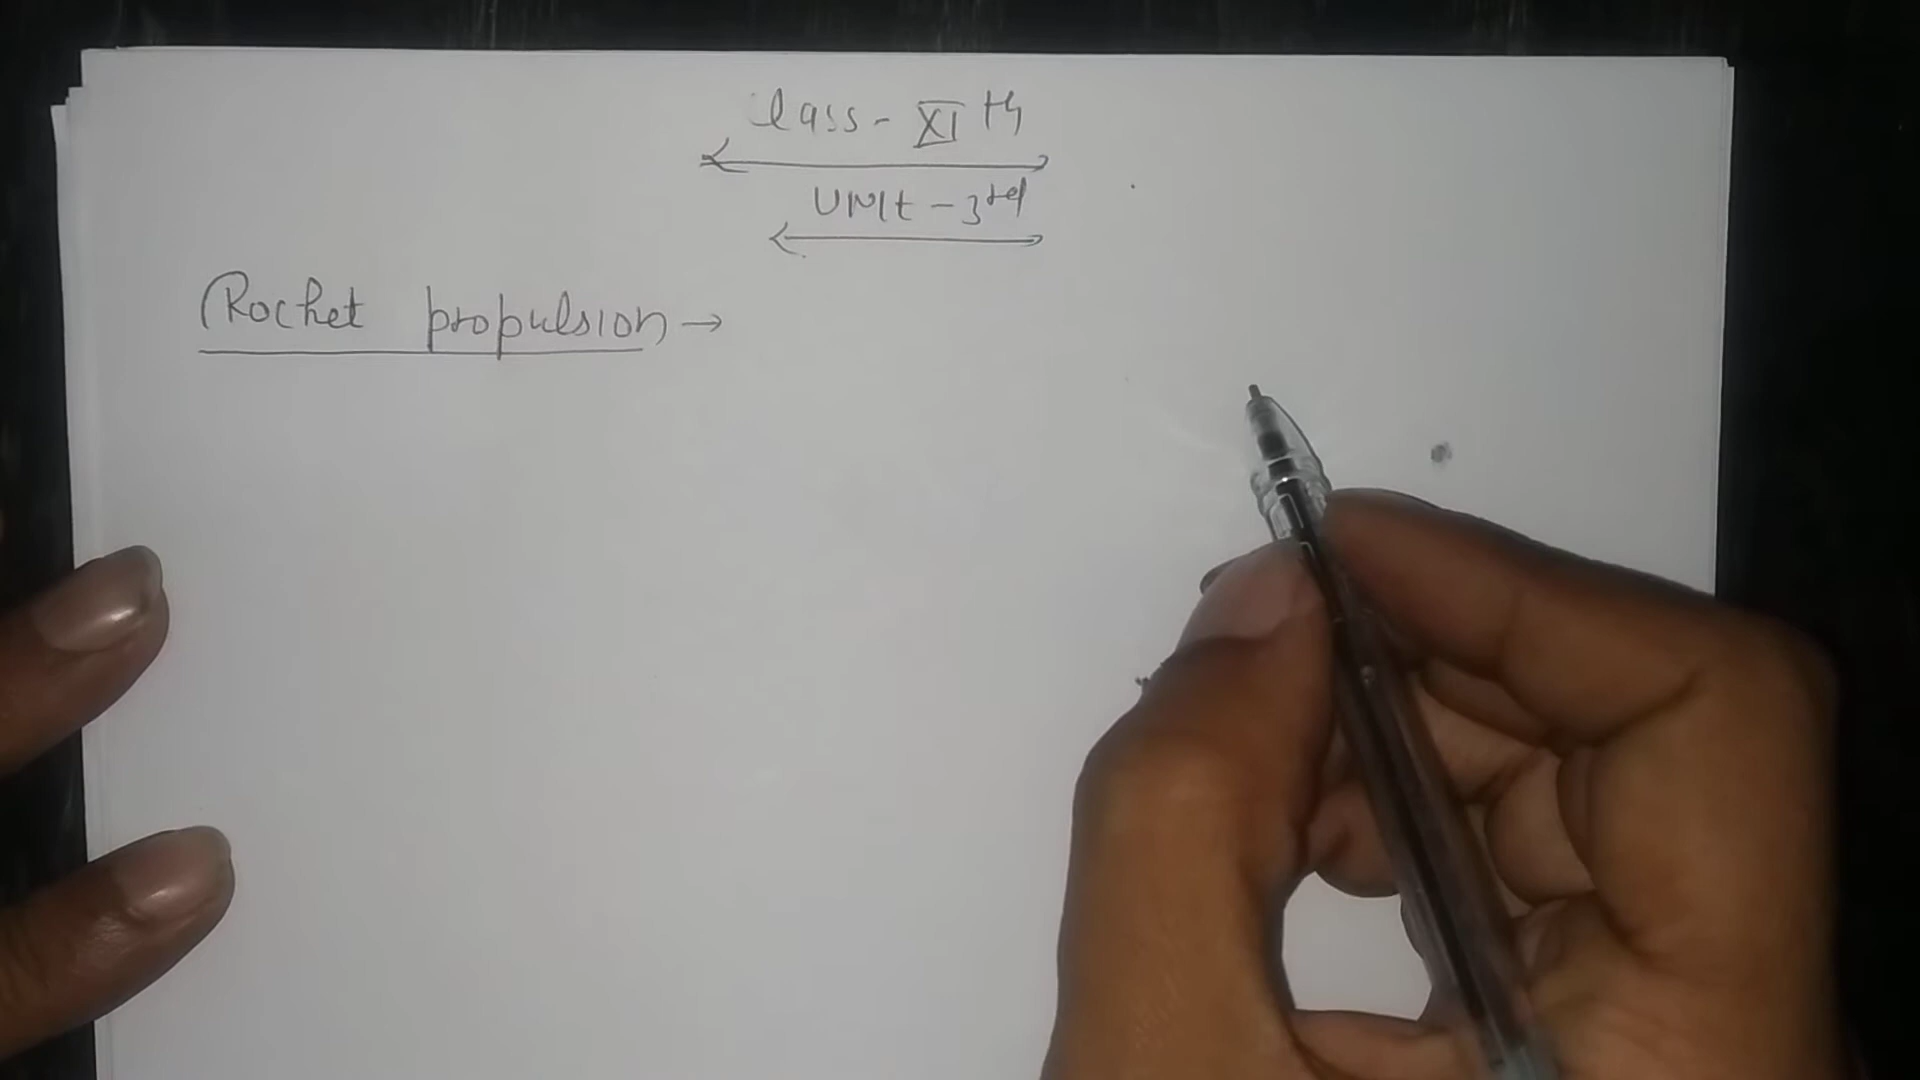 Class - XI th
UNIt - 3rd
Rocket propulsion →